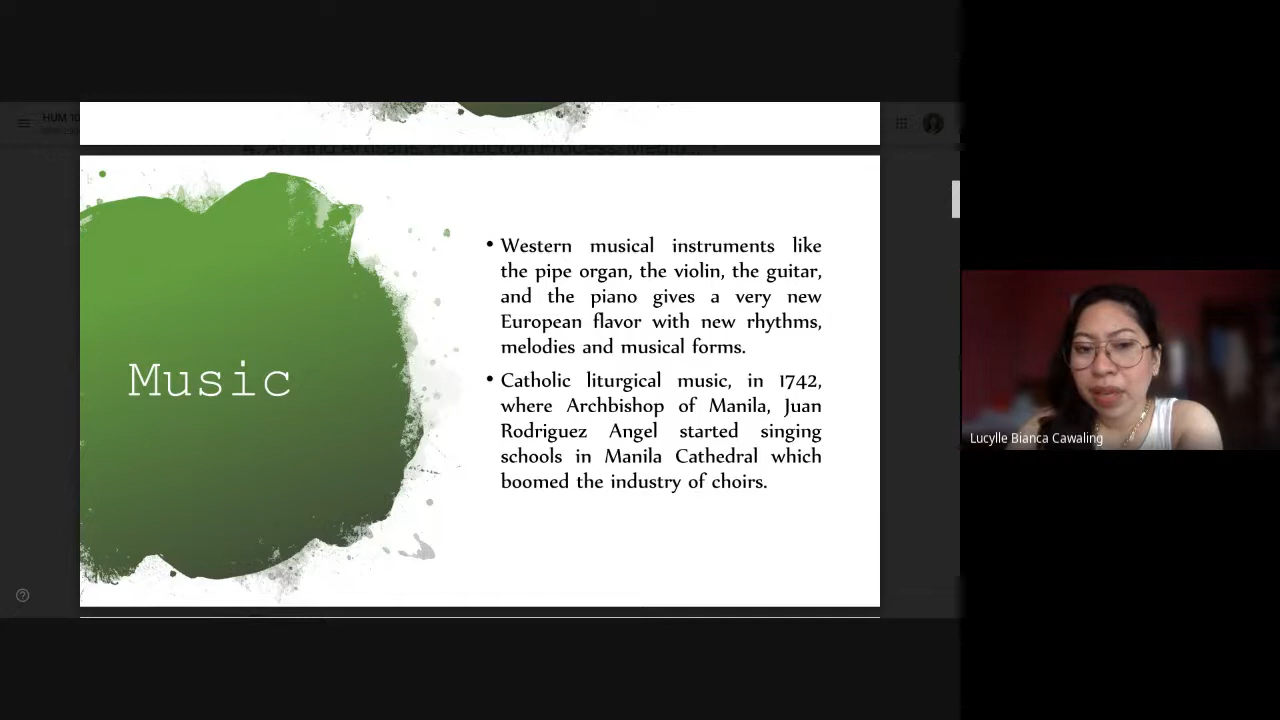 HUM 10
Music
• Western musical instruments like
the pipe organ, the violin, the guitar,
and the piano gives a very new
European flavor with new rhythms,
melodies and musical forms.
• Catholic liturgical music, in 1742,
where Archbishop of Manila, Juan
Rodriguez Angel started singing
schools in Manila Cathedral which
boomed the industry of choirs.
Lucylle Bianca Cawaling